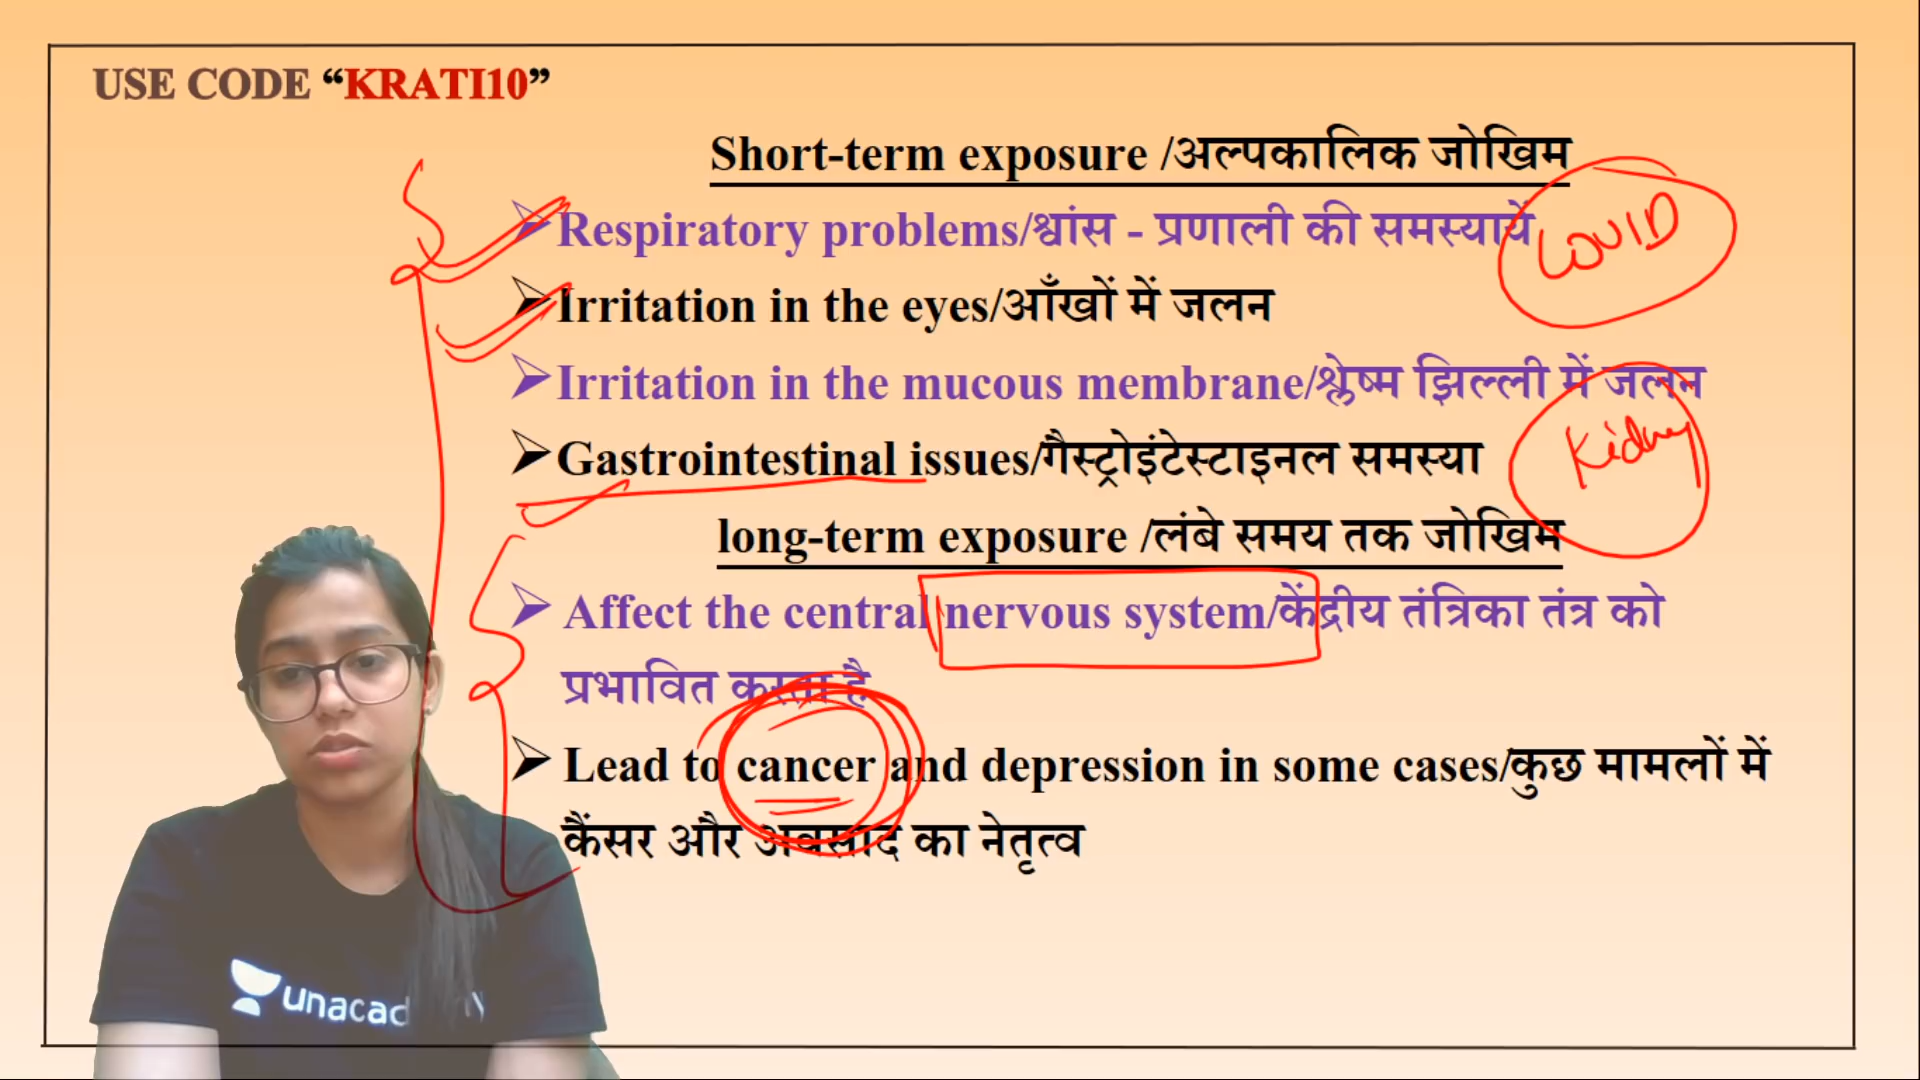 USE CODE “KRATI10”
Short-term exposure /अल्पकालिक जोखिम
Respiratory problems/श्वांस - प्रणाली की समस्यायें
COVID
Irritation in the eyes/आँखों में जलन
Irritation in the mucous membrane/श्लेष्म झिल्ली में जलन
Kidney
Gastrointestinal issues/गैस्ट्रोइंटेस्टाइनल समस्या
long-term exposure /लंबे समय तक जोखिम
Affect the central nervous system/केंद्रीय तंत्रिका तंत्र को
प्रभावित करता है
Lead to cancer and depression in some cases/कुछ मामलों में
कैंसर और अवसाद का नेतृत्व
unacademy